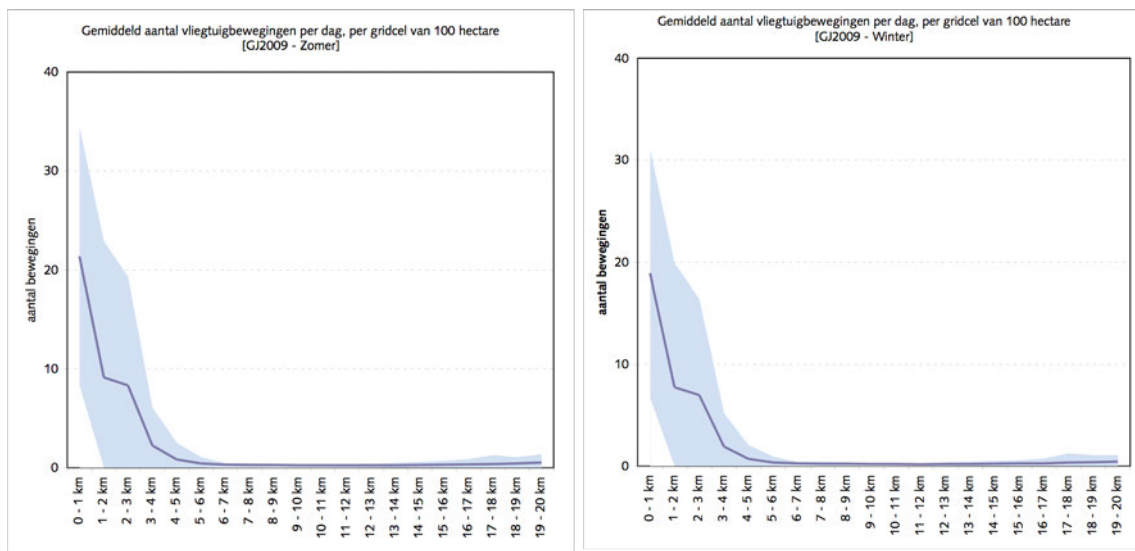 Gemiddeld aantal vliegtuigbewegingen per dag, per gridcel van 100 hectare
[GJ2009 - Zomer]
40
30
20
10
0
aantal bewegingen
0 - 1 km
1 - 2 km
2 - 3 km
3 - 4 km
4 - 5 km
5 - 6 km
6 - 7 km
7 - 8 km
8 - 9 km
9 - 10 km
10 - 11 km
11 - 12 km
12 - 13 km
13 - 14 km
14 - 15 km
15 - 16 km
16 - 17 km
17 - 18 km
18 - 19 km
19 - 20 km
Gemiddeld aantal vliegtuigbewegingen per dag, per gridcel van 100 hectare
[GJ2009 - Winter]
40
30
20
10
0
aantal bewegingen
0 - 1 km
1 - 2 km
2 - 3 km
3 - 4 km
4 - 5 km
5 - 6 km
6 - 7 km
7 - 8 km
8 - 9 km
9 - 10 km
10 - 11 km
11 - 12 km
12 - 13 km
13 - 14 km
14 - 15 km
15 - 16 km
16 - 17 km
17 - 18 km
18 - 19 km
19 - 20 km